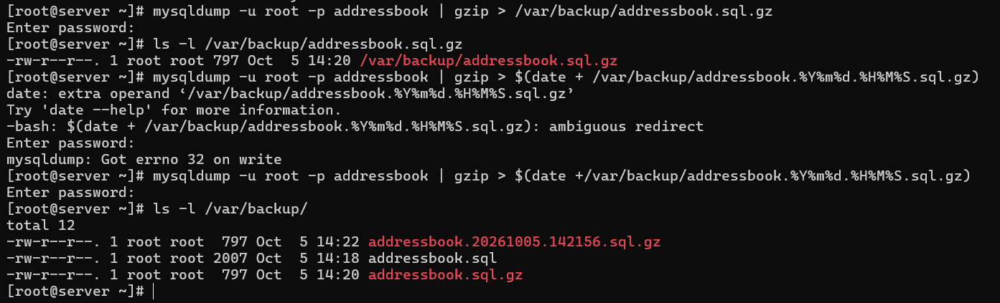 [root@server ~]# mysqldump -u root -p addressbook | gzip > /var/backup/addressbook.sql.gz
Enter password:
[root@server ~]# ls -l /var/backup/addressbook.sql.gz
-rw-r--r--. 1 root root 797 Oct  5 14:20 /var/backup/addressbook.sql.gz
[root@server ~]# mysqldump -u root -p addressbook | gzip > $(date + /var/backup/addressbook.%Y%m%d.%H%M%S.sql.gz)
date: extra operand ‘/var/backup/addressbook.%Y%m%d.%H%M%S.sql.gz’
Try 'date --help' for more information.
-bash: $(date + /var/backup/addressbook.%Y%m%d.%H%M%S.sql.gz): ambiguous redirect
Enter password:
mysqldump: Got errno 32 on write
[root@server ~]# mysqldump -u root -p addressbook | gzip > $(date +/var/backup/addressbook.%Y%m%d.%H%M%S.sql.gz)
Enter password:
[root@server ~]# ls -l /var/backup/
total 12
-rw-r--r--. 1 root root  797 Oct  5 14:22 addressbook.20261005.142156.sql.gz
-rw-r--r--. 1 root root 2007 Oct  5 14:18 addressbook.sql
-rw-r--r--. 1 root root  797 Oct  5 14:20 addressbook.sql.gz
[root@server ~]#